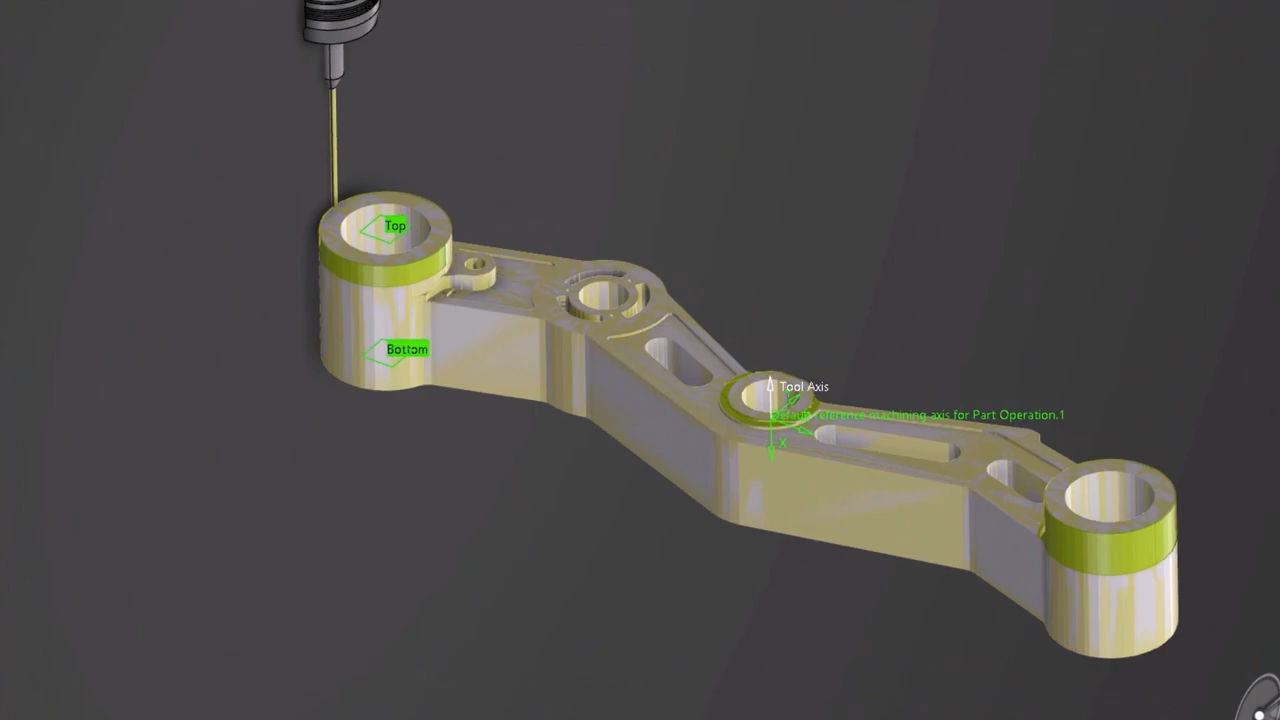 Top
Bottom
Tool Axis
Default reference machining axis for Part Operation.1
X